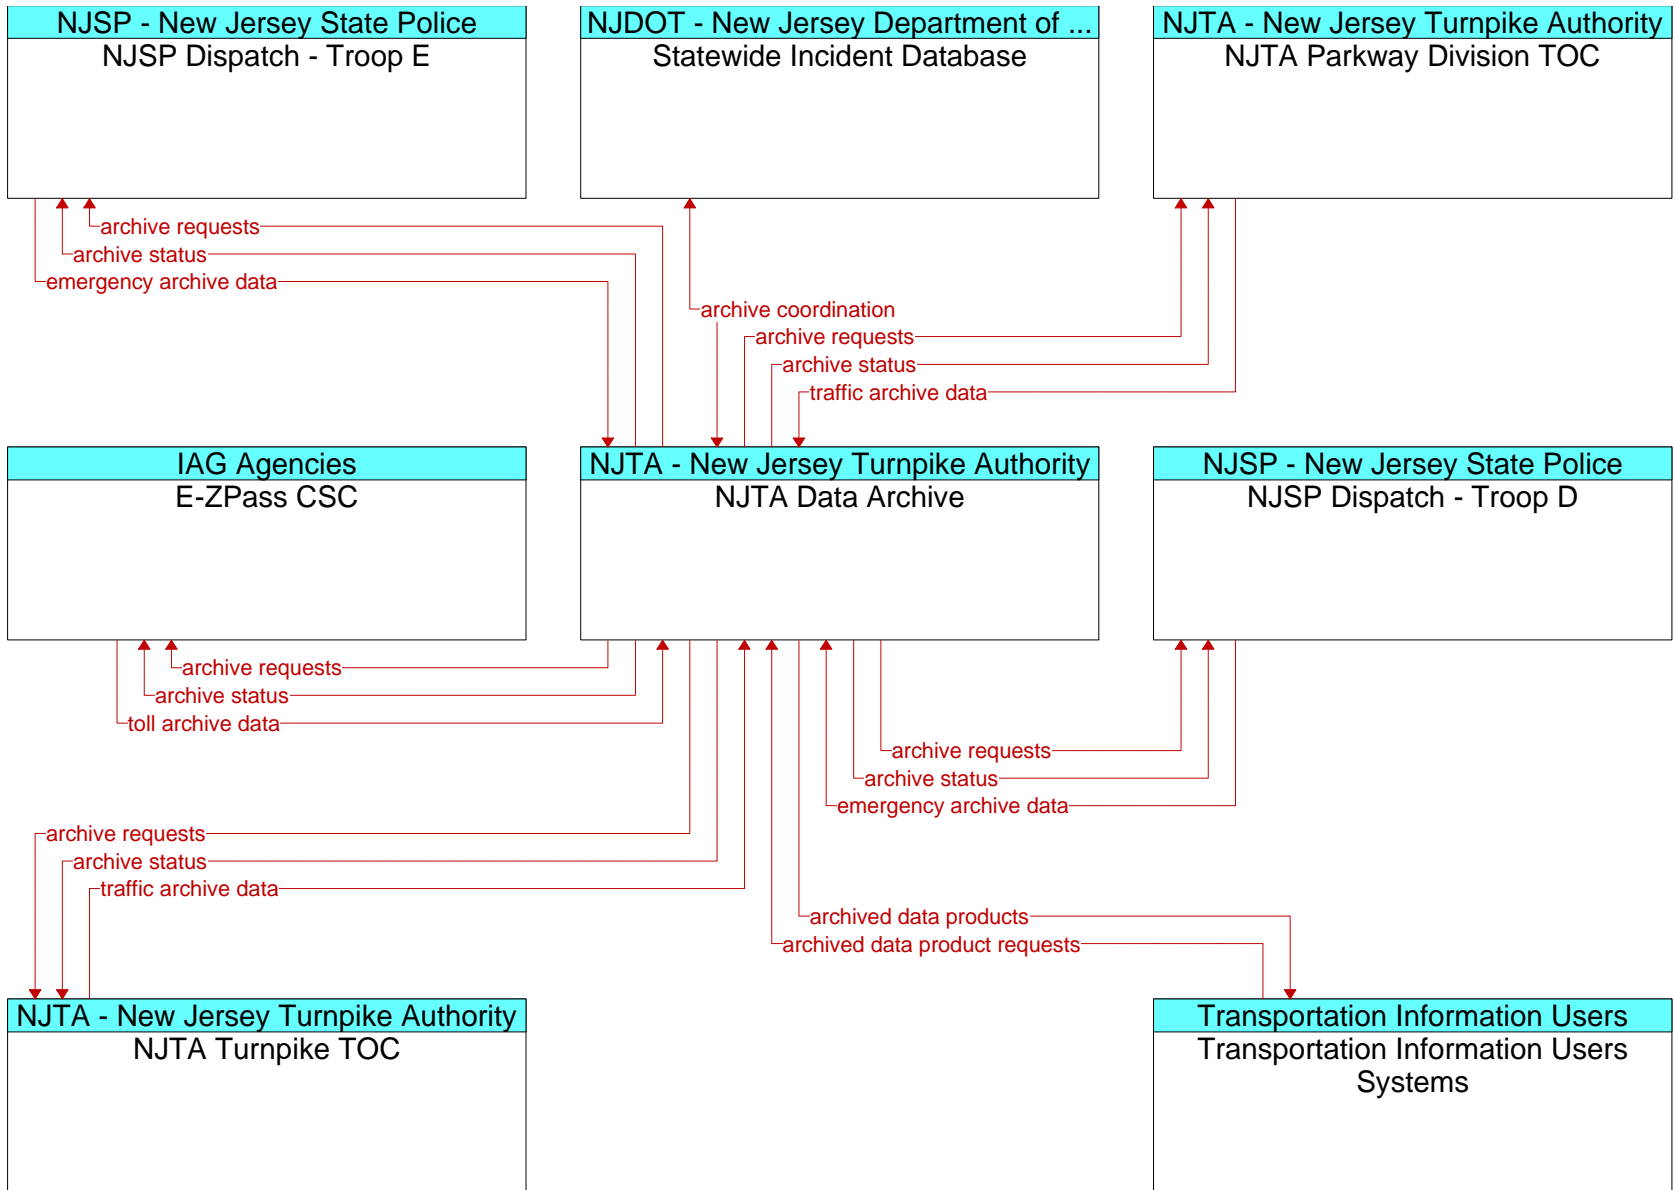 NJSP - New Jersey State Police
NJSP Dispatch - Troop E
NJDOT - New Jersey Department of ...
Statewide Incident Database
NJTA - New Jersey Turnpike Authority
NJTA Parkway Division TOC
archive requests
archive status
emergency archive data
archive coordination
archive requests
archive status
traffic archive data
IAG Agencies
E-ZPass CSC
NJTA - New Jersey Turnpike Authority
NJTA Data Archive
NJSP - New Jersey State Police
NJSP Dispatch - Troop D
archive requests
archive status
toll archive data
archive requests
archive status
emergency archive data
archive requests
archive status
traffic archive data
archived data products
archived data product requests
NJTA - New Jersey Turnpike Authority
NJTA Turnpike TOC
Transportation Information Users
Transportation Information Users
Systems